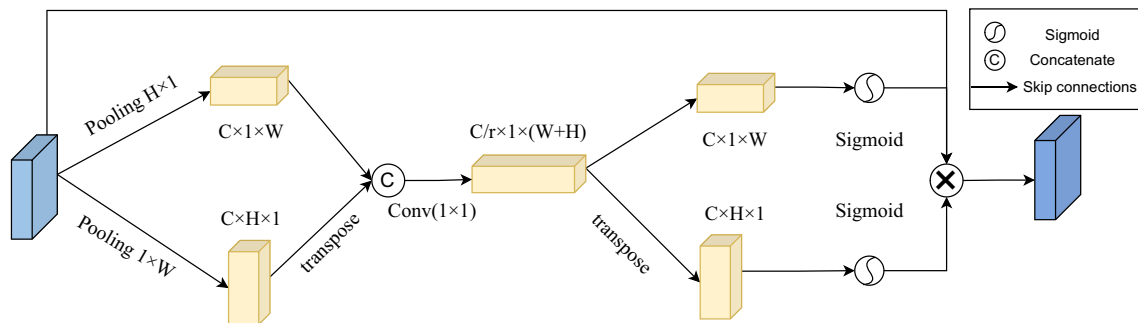 Pooling H×1
C×1×W
C×H×1
Pooling 1×W
transpose
C
Conv(1×1)
C/r×1×(W+H)
transpose
C×1×W
C×H×1
Sigmoid
Sigmoid
Sigmoid
C
Concatenate
Skip connections